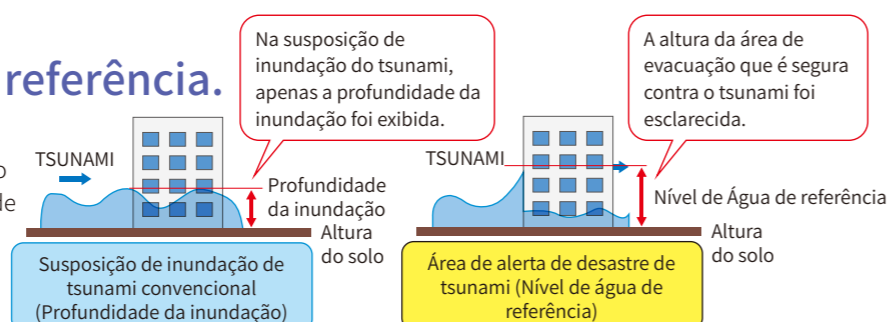 referência.
o
de
Na susposição de
inundação do tsunami,
apenas a profundidade da
inundação foi exibida.
TSUNAMI
Profundidade
da inundação
Altura
do solo
Susposição de inundação de
tsunami convencional
(Profundidade da inundação)
A altura da área de
evacuação que é segura
contra o tsunami foi
esclarecida.
TSUNAMI
Nível de Água de referência
Altura
do solo
Área de alerta de desastre de
tsunami (Nível de água de
referência)